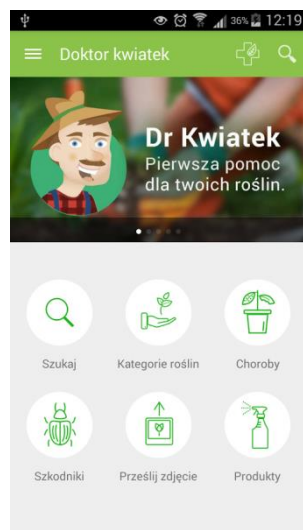 36% 12:19
Doktor kwiatek
Dr Kwiatek
Pierwsza pomoc
dla twoich roślin.
Szukaj Kategorie roślin Choroby
Szkodniki Prześlij zdjęcie Produkty